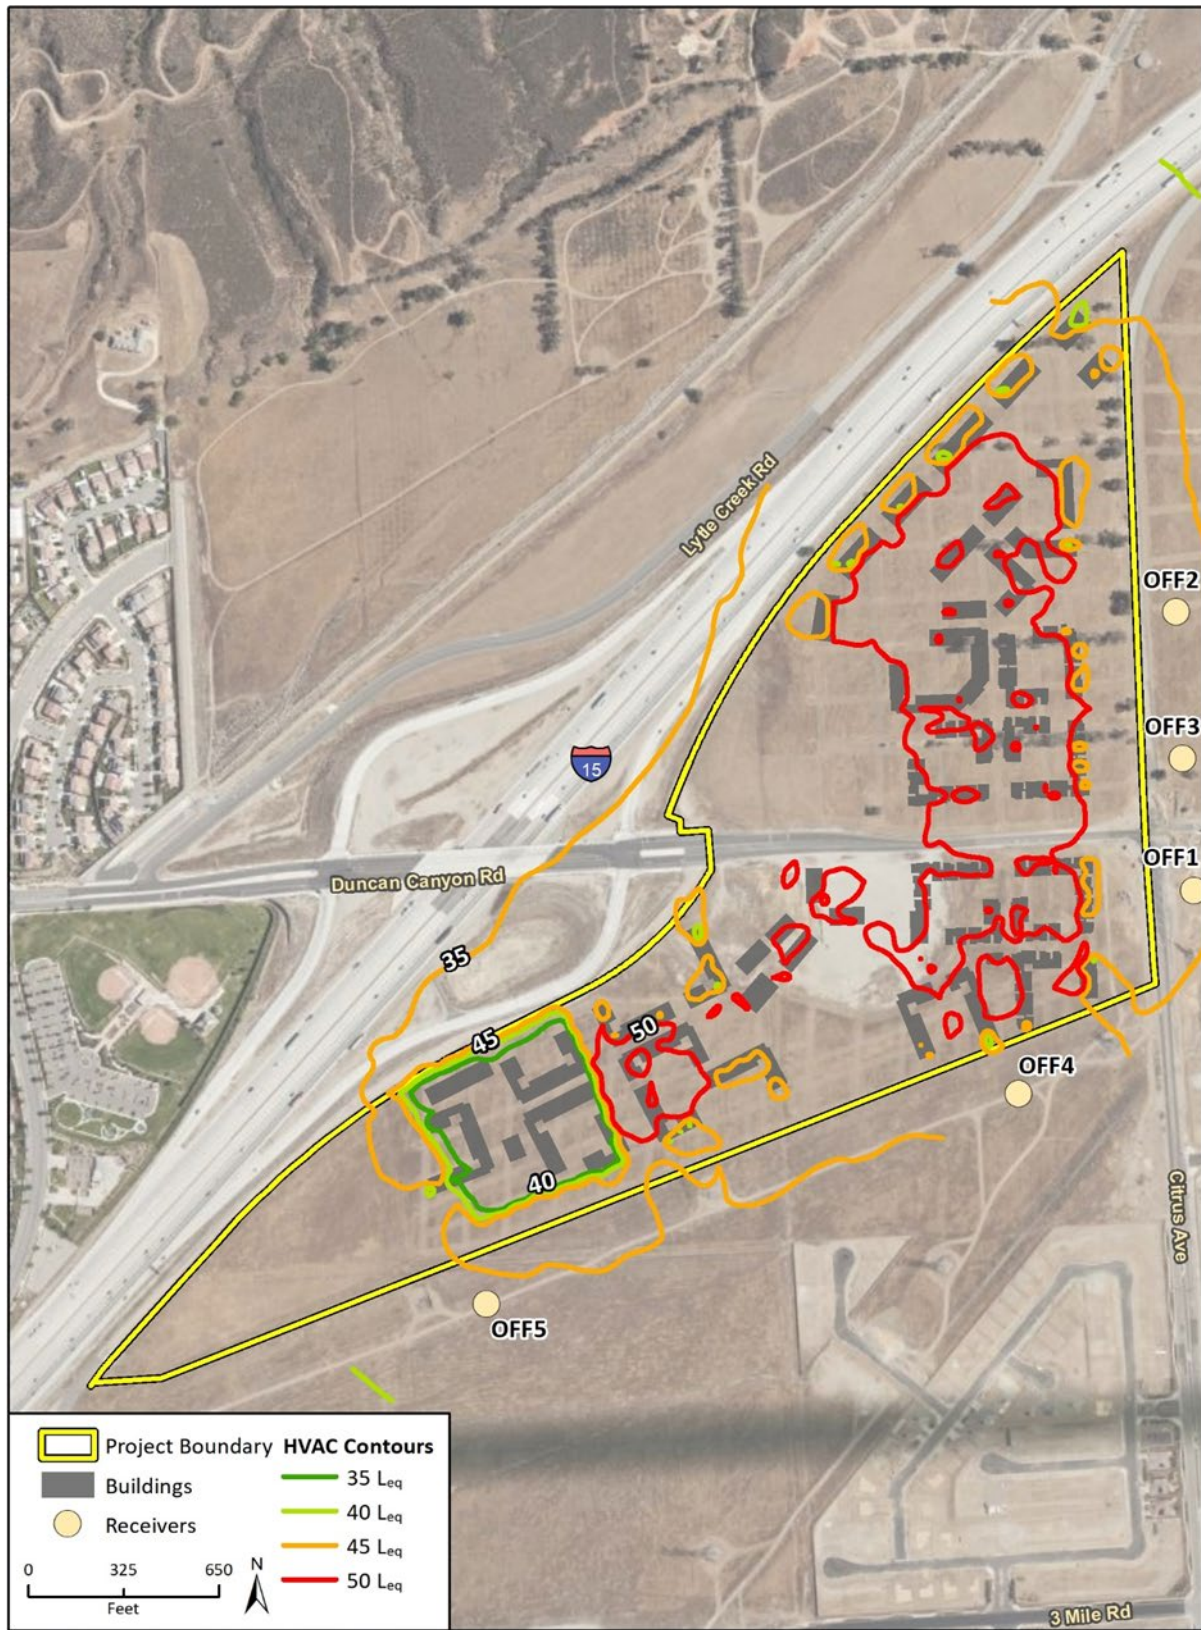 Lytle Creek Rd
OFF2
OFF3
15
OFF1
Duncan Canyon Rd
35
45
50
OFF4
40
Citrus Ave
OFF5
Project Boundary
Buildings
Receivers
0 325 650
Feet
N
HVAC Contours
35 Leq
40 Leq
45 Leq
50 Leq
3 Mile Rd